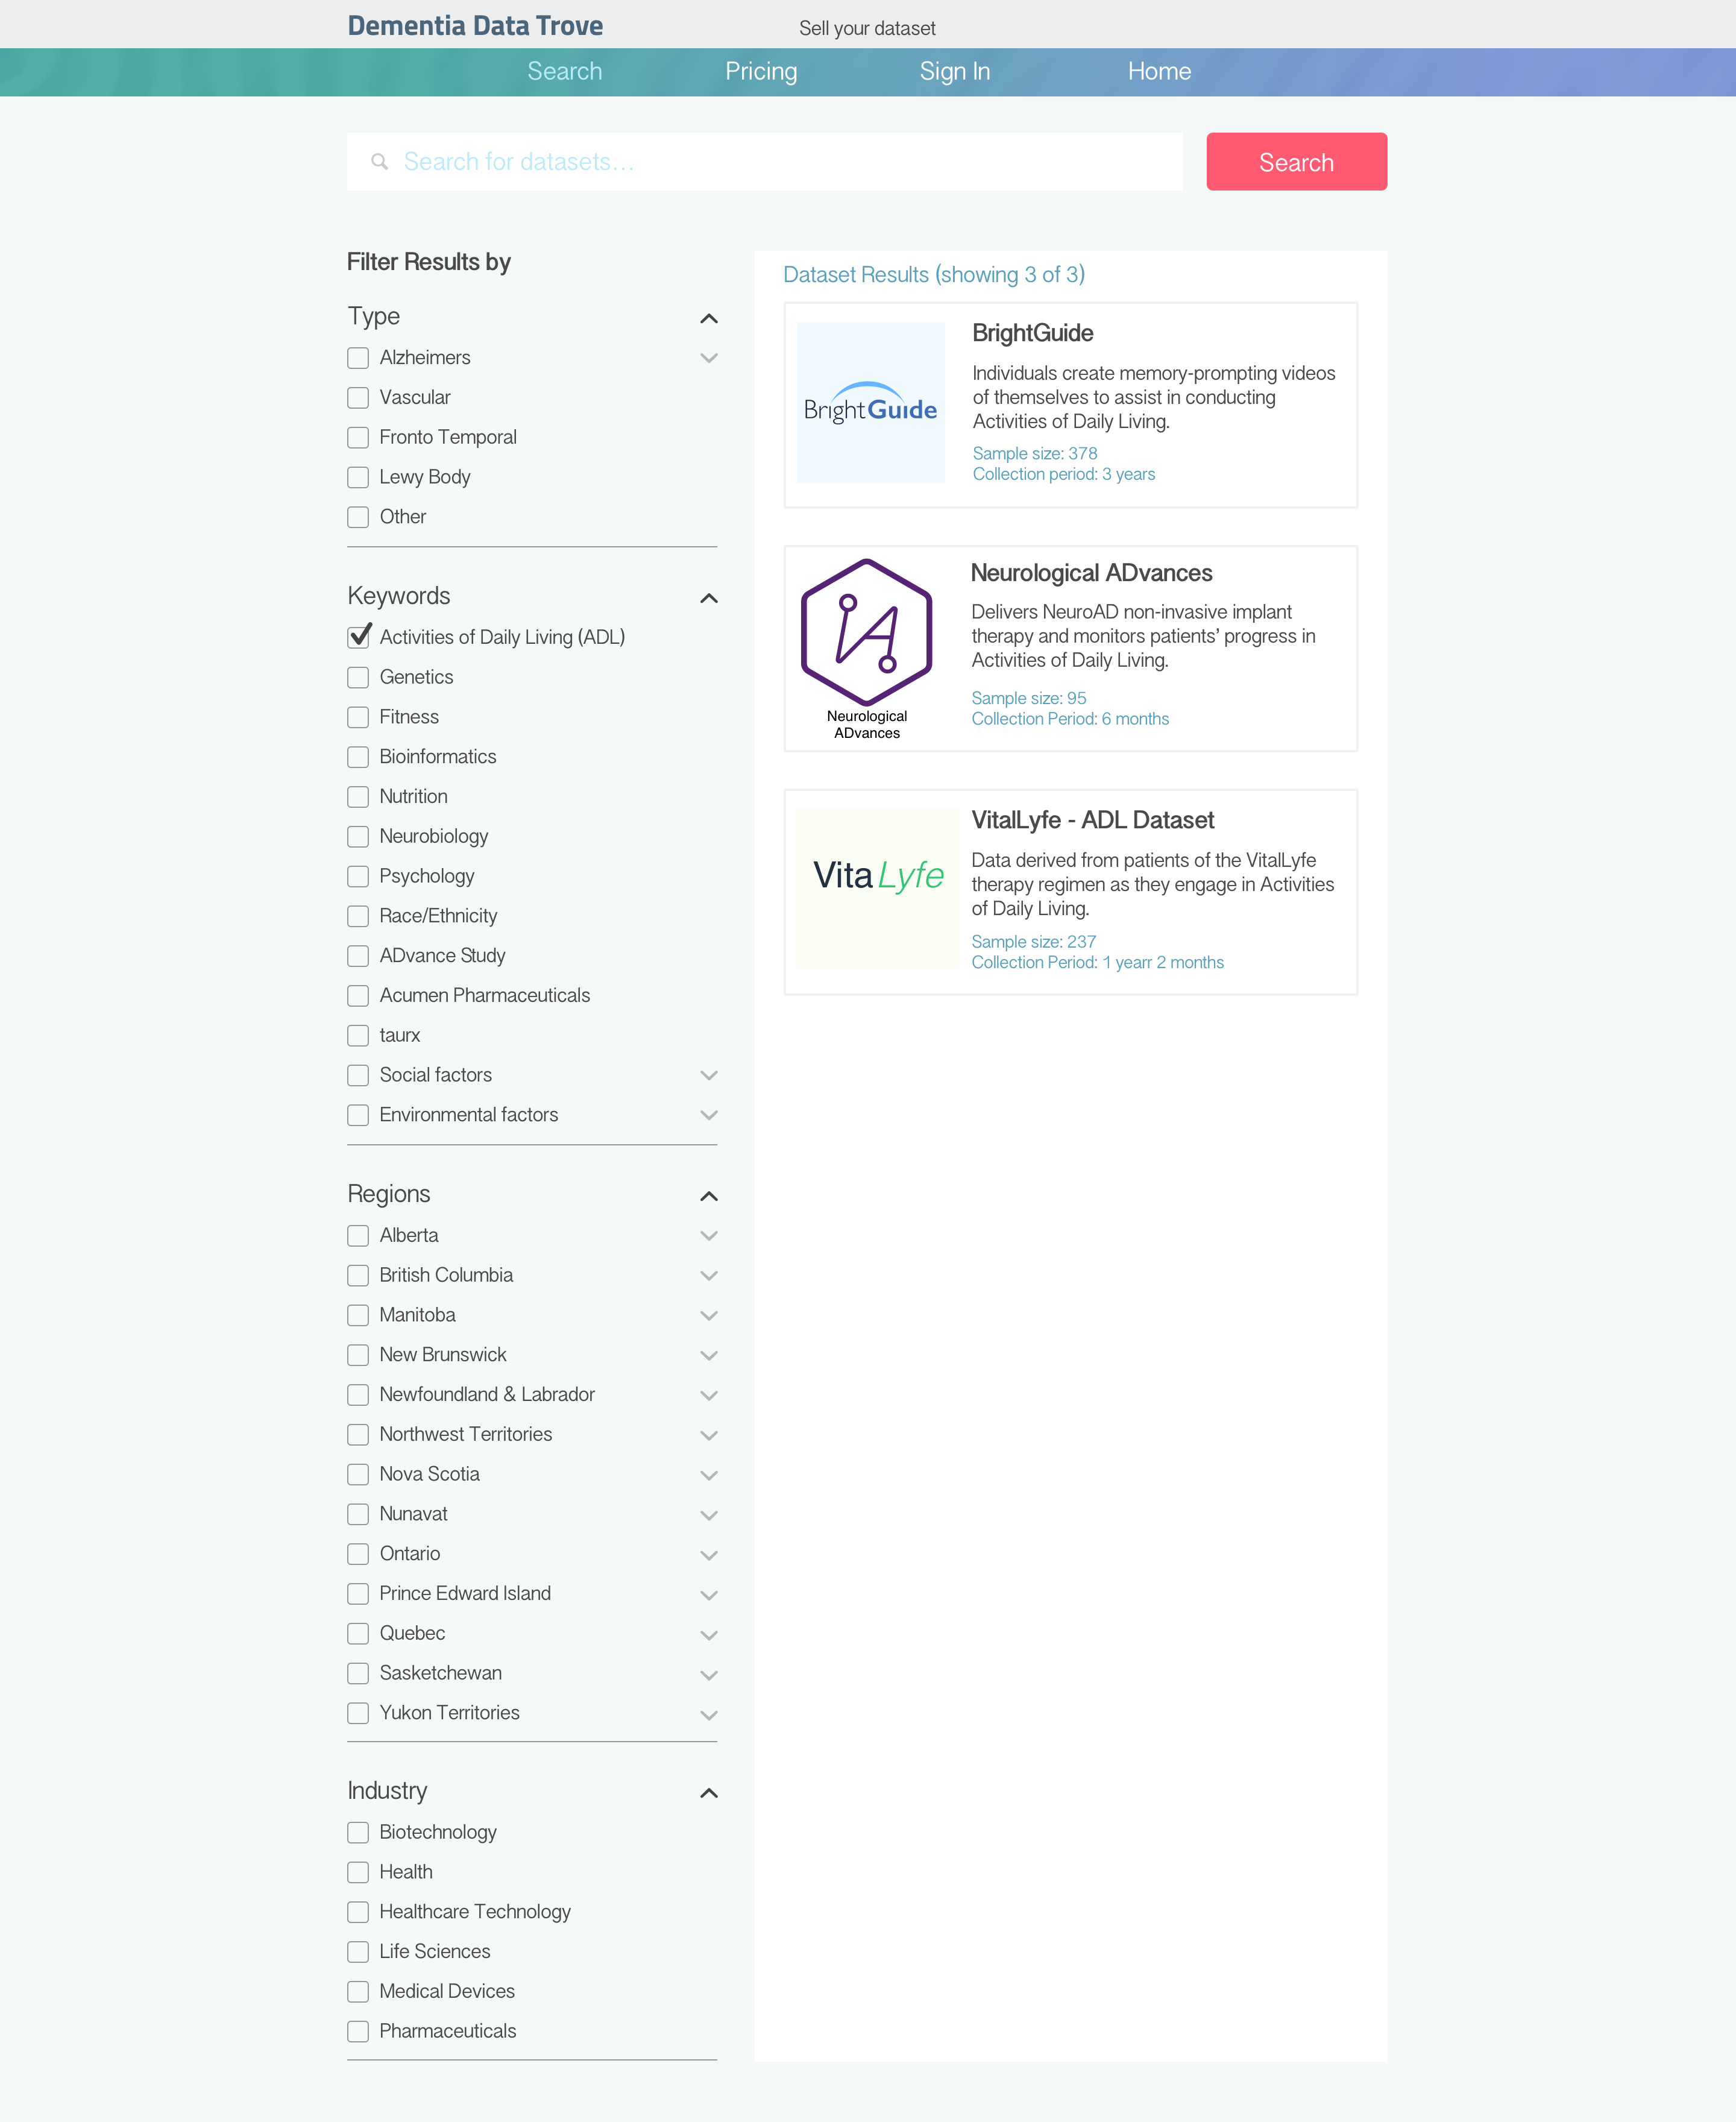 Dementia Data Trove
Sell your dataset
Search
Pricing
Sign In
Home
Search for datasets...
Search
Filter Results by
Type
Alzheimers
Vascular
Fronto Temporal
Lewy Body
Other
Keywords
Activities of Daily Living (ADL)
Genetics
Fitness
Bioinformatics
Nutrition
Neurobiology
Psychology
Race/Ethnicity
ADvance Study
Acumen Pharmaceuticals
taurx
Social factors
Environmental factors
Regions
Alberta
British Columbia
Manitoba
New Brunswick
Newfoundland & Labrador
Northwest Territories
Nova Scotia
Nunavat
Ontario
Prince Edward Island
Quebec
Sasketchewan
Yukon Territories
Industry
Biotechnology
Health
Healthcare Technology
Life Sciences
Medical Devices
Pharmaceuticals
Dataset Results (showing 3 of 3)
BrightGuide
BrightGuide
Individuals create memory-prompting videos
of themselves to assist in conducting
Activities of Daily Living.
Sample size: 378
Collection period: 3 years
Neurological
ADvances
Neurological ADvances
Delivers NeuroAD non-invasive implant
therapy and monitors patients’ progress in
Activities of Daily Living.
Sample size: 95
Collection Period: 6 months
Vita Lyfe
VitalLyfe - ADL Dataset
Data derived from patients of the VitalLyfe
therapy regimen as they engage in Activities
of Daily Living.
Sample size: 237
Collection Period: 1 yearr 2 months